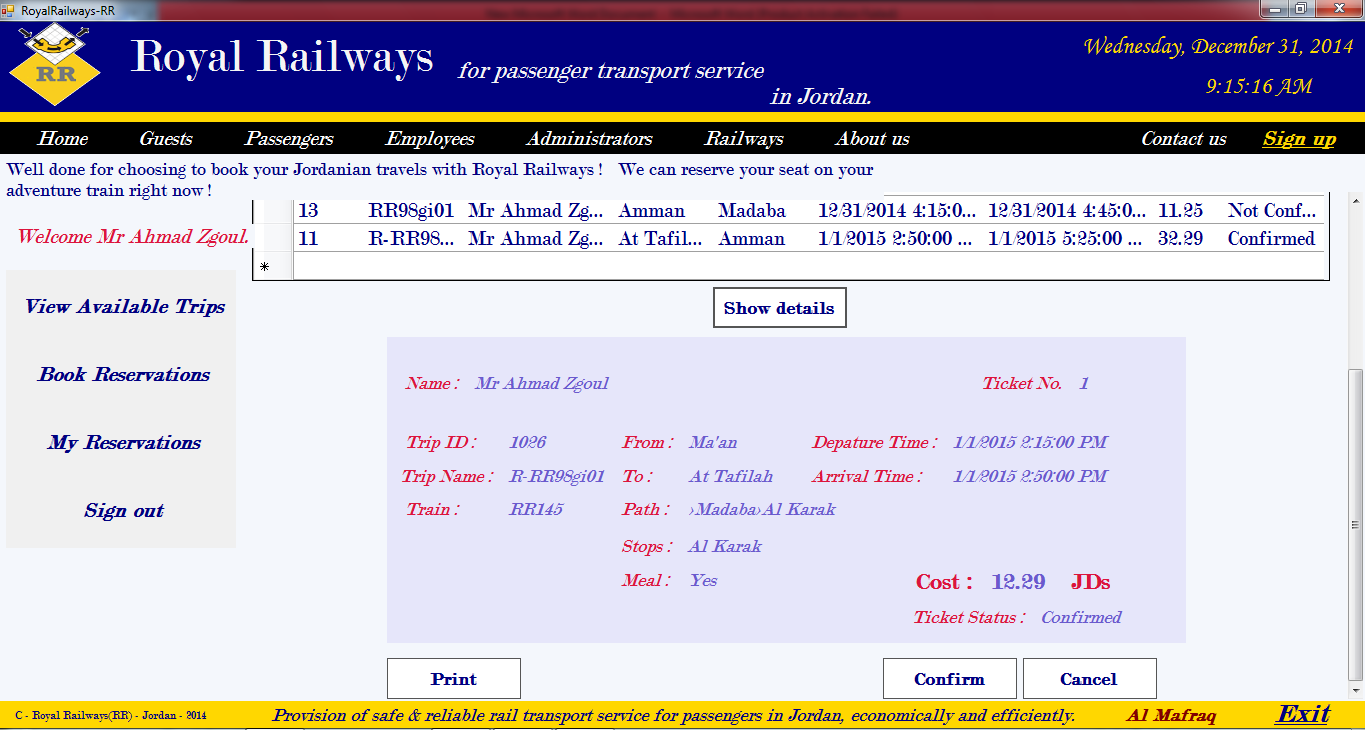 RoyalRailways-RR
RR
Royal Railways for passenger transport service
in Jordan.
Wednesday, December 31, 2014
9:15:16 AM
Home Guests Passengers Employees Administrators Railways About us Contact us Sign up
Well done for choosing to book your Jordanian travels with Royal Railways ! We can reserve your seat on your
adventure train right now !
Welcome Mr Ahmad Zgoul.
View Available Trips
Book Reservations
My Reservations
Sign out
13 RR98gi01 Mr Ahmad Zg... Amman Madaba 12/31/2014 4:15:0... 12/31/2014 4:45:0... 11.25 Not Conf...
11 R-RR98... Mr Ahmad Zg... At Tafil... Amman 1/1/2015 2:50:00 ... 1/1/2015 5:25:00 ... 32.29 Confirmed
Show details
Name : Mr Ahmad Zgoul Ticket No. 1
Trip ID : 1026 From : Ma'an Depature Time : 1/1/2015 2:15:00 PM
Trip Name : R-RR98gi01 To : At Tafilah Arrival Time : 1/1/2015 2:50:00 PM
Train : RR145 Path : ›Madaba›Al Karak
Stops : Al Karak
Meal : Yes Cost : 12.29 JDs
Ticket Status : Confirmed
Print Confirm Cancel
C - Royal Railways(RR) - Jordan - 2014 Provision of safe & reliable rail transport service for passengers in Jordan, economically and efficiently. Al Mafraq Exit